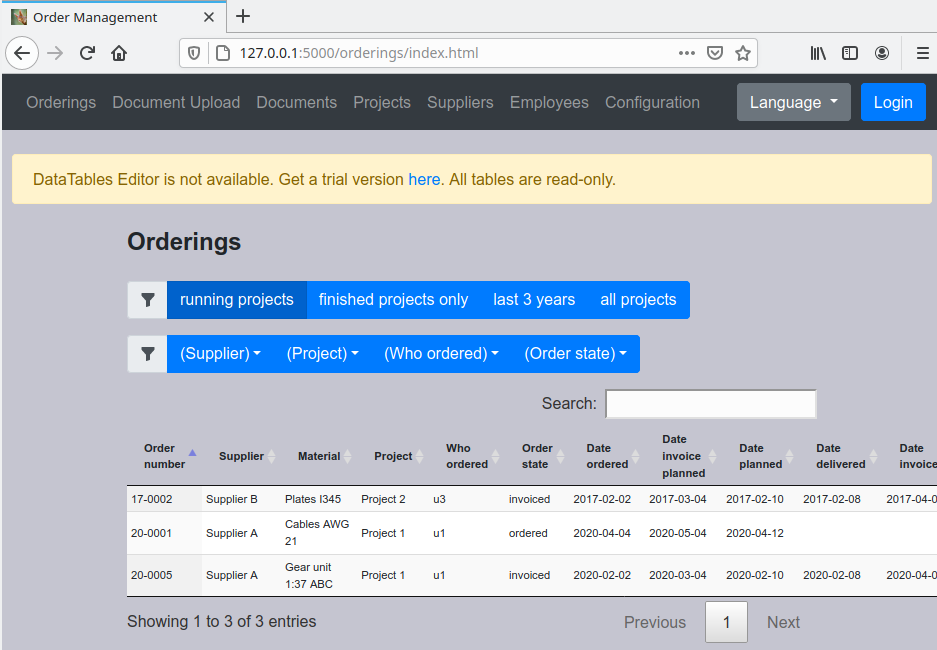 Order Management
127.0.0.1:5000/orderings/index.html
Orderings Document Upload Documents Projects Suppliers Employees Configuration Language Login
DataTables Editor is not available. Get a trial version here. All tables are read-only.
Orderings
running projects finished projects only last 3 years all projects
(Supplier) (Project) (Who ordered) (Order state)
Search:
Order number Supplier Material Project Who ordered Order state Date ordered Date invoice planned Date planned Date delivered Date invoice
17-0002 Supplier B Plates I345 Project 2 u3 invoiced 2017-02-02 2017-03-04 2017-02-10 2017-02-08 2017-04-0
20-0001 Supplier A Cables AWG 21 Project 1 u1 ordered 2020-04-04 2020-05-04 2020-04-12
20-0005 Supplier A Gear unit 1:37 ABC Project 1 u1 invoiced 2020-02-02 2020-03-04 2020-02-10 2020-02-08 2020-04-0
Showing 1 to 3 of 3 entries Previous 1 Next